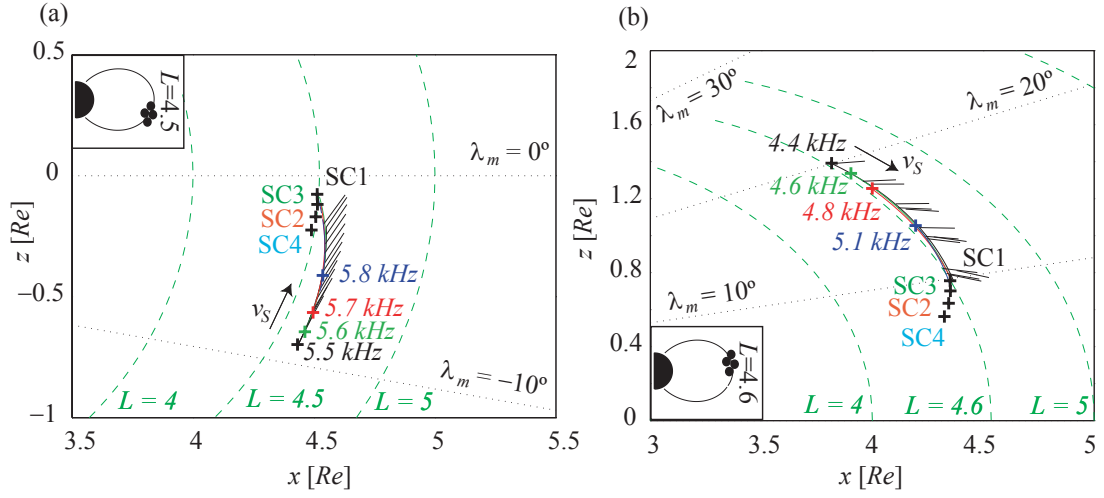 (a)
0.5
0
−0.5
−1
z [Re]
3.5
4
4.5
5
5.5
x [Re]
L=4.5
λm = 0º
SC1
SC3
SC2
SC4
5.8 kHz
5.7 kHz
5.6 kHz
5.5 kHz
vS
λm = −10º
L = 4
L = 4.5
L = 5
(b)
2
1.6
1.2
0.8
0.4
0
z [Re]
3
3.5
4
4.5
5
x [Re]
λm = 30º
λm = 20º
4.4 kHz
vS
4.6 kHz
4.8 kHz
5.1 kHz
SC1
SC3
SC2
SC4
λm = 10º
L=4.6
L = 4
L = 4.6
L = 5